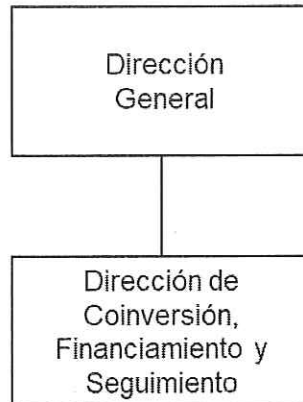 Dirección
General
Dirección de
Coinversión,
Financiamiento y
Seguimiento